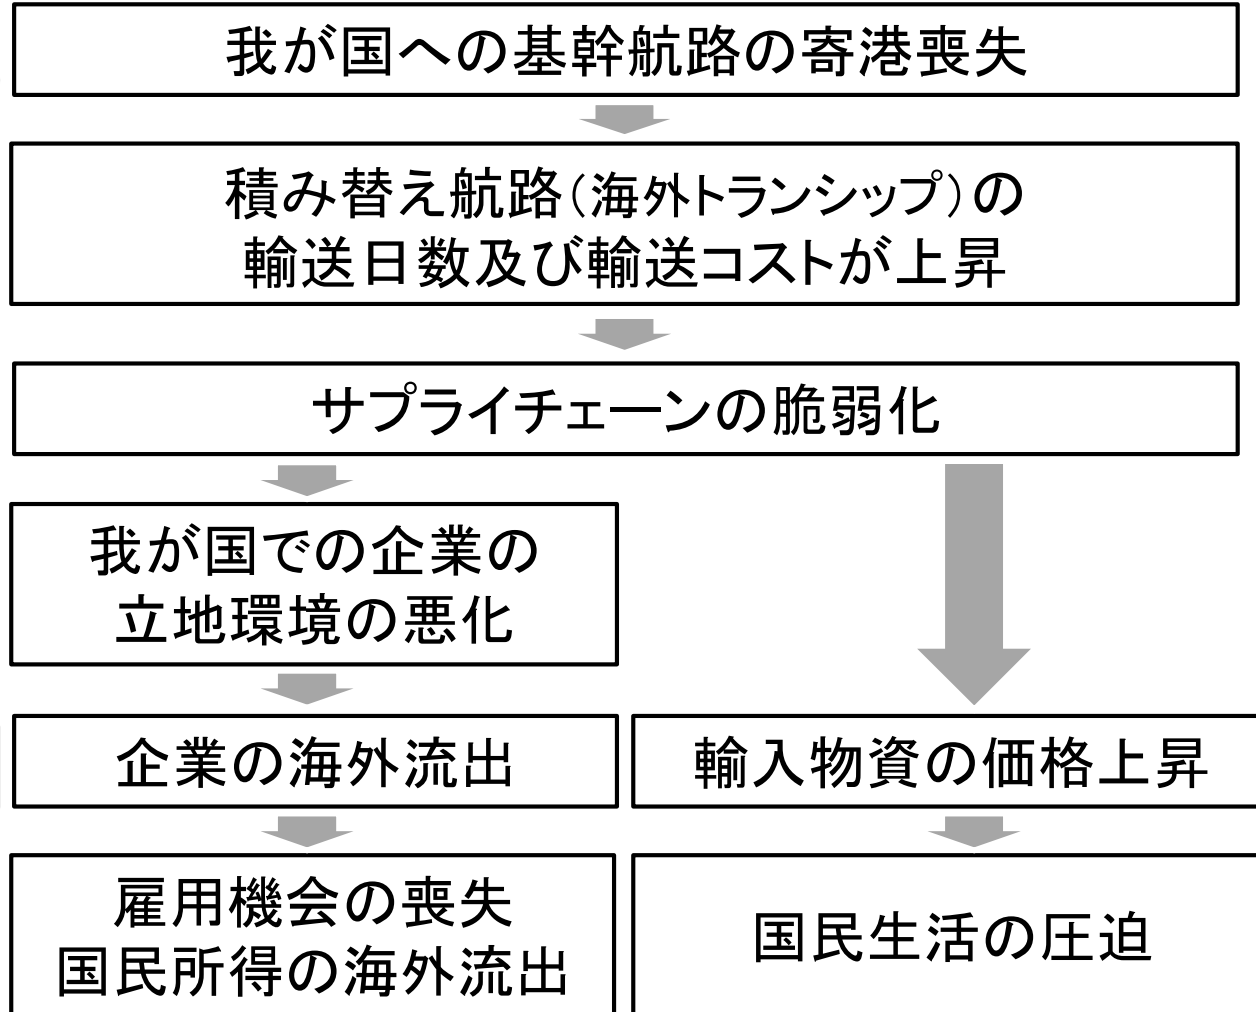 我が国への基幹航路の寄港喪失
積み替え航路(海外トランシップ)の
輸送日数及び輸送コストが上昇
サプライチェーンの脆弱化
我が国での企業の
立地環境の悪化
企業の海外流出
輸入物資の価格上昇
雇用機会の喪失
国民所得の海外流出
国民生活の圧迫